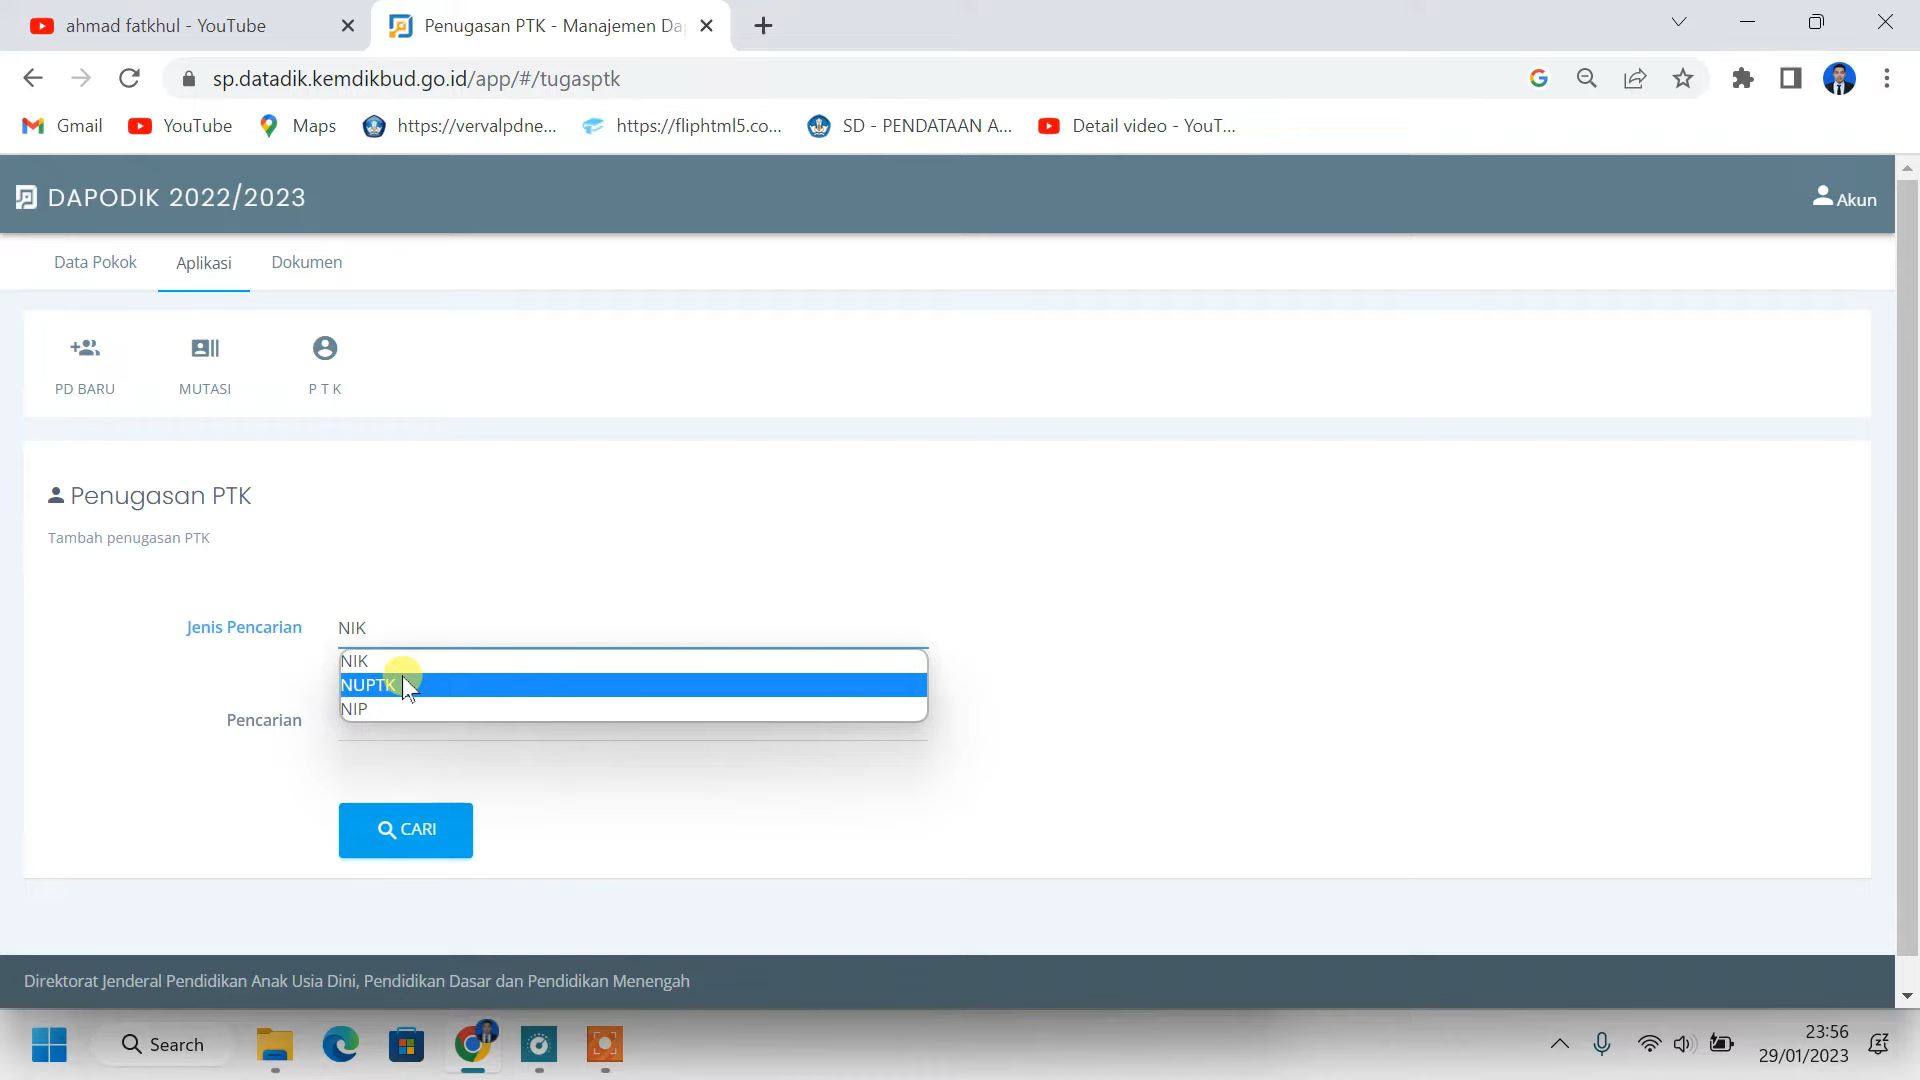 ahmad fatkhul - YouTube
Penugasan PTK - Manajemen Da
sp.datadik.kemdikbud.go.id/app/#/tugasptk
Gmail
YouTube
Maps
https://vervalpdne...
https://fliphtml5.co...
SD - PENDATAAN A...
Detail video - YouT...
DAPODIK 2022/2023
Akun
Data Pokok
Aplikasi
Dokumen
PD BARU
MUTASI
P T K
Penugasan PTK
Tambah penugasan PTK
Jenis Pencarian
NIK
NIK
NUPTK
NIP
Pencarian
CARI
Direktorat Jenderal Pendidikan Anak Usia Dini, Pendidikan Dasar dan Pendidikan Menengah
Search
23:56
29/01/2023